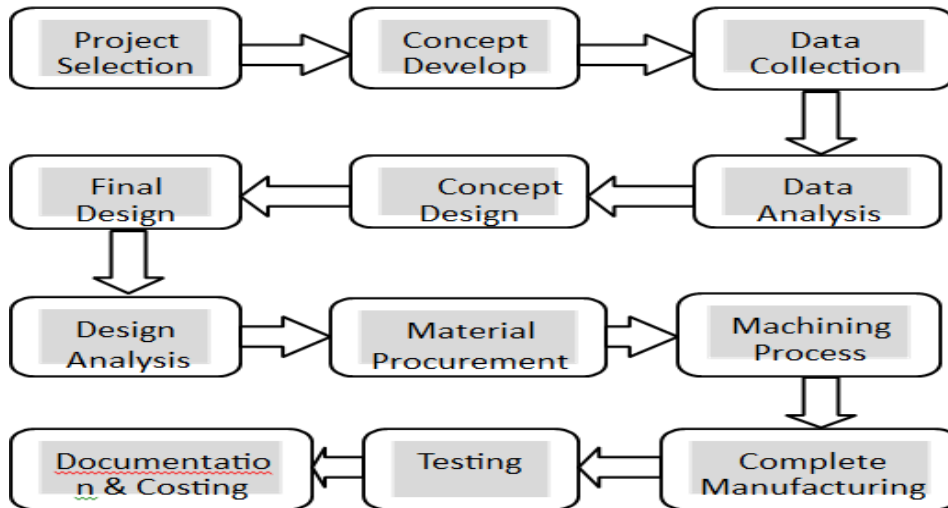 Project
Selection
Concept
Develop
Data
Collection
Final
Design
Concept
Design
Data
Analysis
Design
Analysis
Material
Procurement
Machining
Process
Documentatio
n & Costing
Testing
Complete
Manufacturing